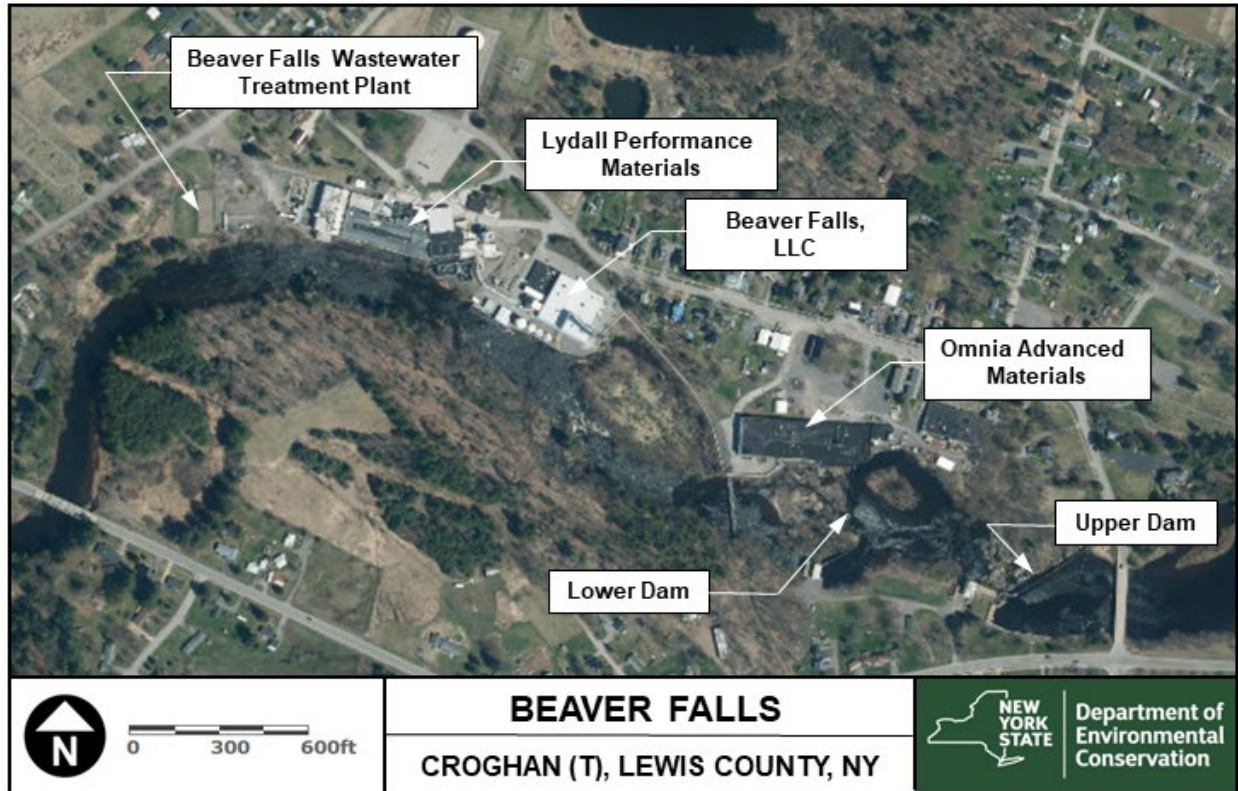 Beaver Falls Wastewater
Treatment Plant
Lydall Performance
Materials
Beaver Falls,
LLC
Omnia Advanced
Materials
Upper Dam
Lower Dam
N
0 300 600ft
BEAVER FALLS
CROGHAN (T), LEWIS COUNTY, NY
NEW
YORK
STATE
Department of
Environmental
Conservation